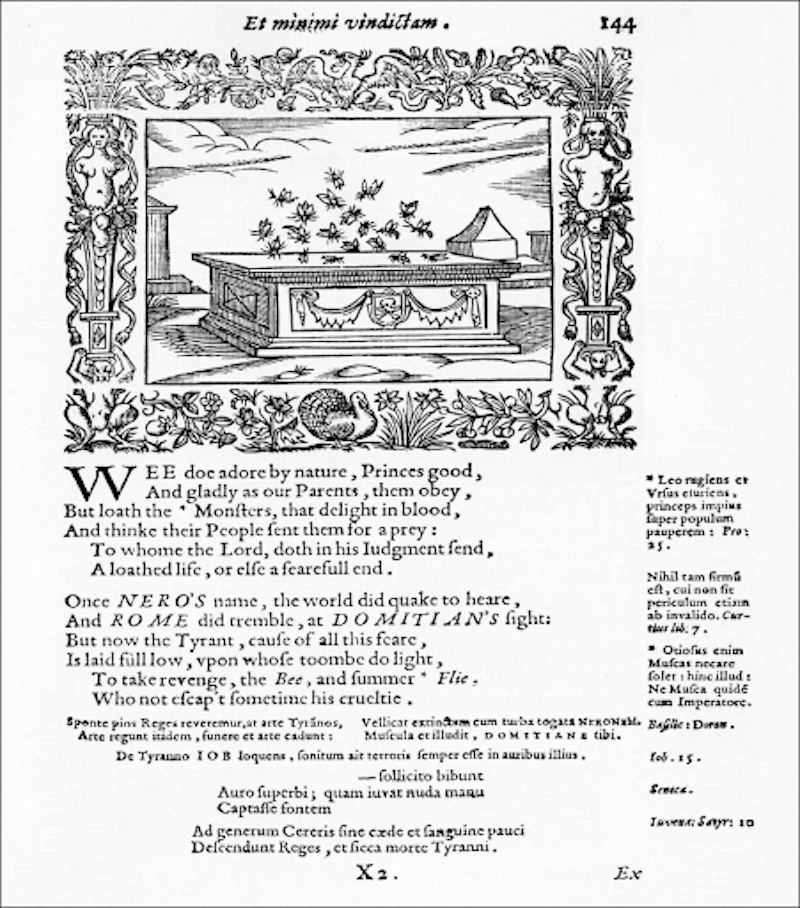 Et minimi vindictam.
144
WEE doe adore by nature, Princes good,
And gladly as our Parents, them obey,
But loath the * Monſters, that delight in blood,
And thinke their People ſent them for a prey:
To whome the Lord, doth in his Iudgment ſend,
A loathed life, or elſe a fearefull end.
Once NERO'S name, the world did quake to heare,
And ROME did tremble, at DOMITIAN'S ſight:
But now the Tyrant, cauſe of all this feare,
Is laid full low, vpon whoſe toombe do light,
To take revenge, the Bee, and ſummer * Flie,
Who not eſcap't ſometime his crueltie.
* Leo rugiens et
Vrſus eſuriens,
princeps impius
ſuper populum
pauperem: Pro:
25.
Nihil tam firmū
eſt, cui non ſit
periculum etiam
ab invalido. Cur-
tius lib. 7.
* Otioſus enim
Muſcas necare
ſolet: hinc illud:
Ne Muſca quidē
cum Imperatore.
Sponte pios Reges reveremur, at arte Tyrānos,
Arte regunt itidem, funere et arte cadunt:
Vellicat extinctum cum turba togata NERONEM,
Muſcula et illudit, DOMITIANE tibi.
De Tyranno IOB loquens, ſonitum ait terroris ſemper eſſe in auribus illius.
Iob. 15.
—ſollicito bibunt
Auro ſuperbi; quam iuvat nuda manu
Captaſſe fontem
Seneca.
Ad generum Cereris ſine cæde et ſanguine pauci
Deſcendunt Reges, et ſicca morte Tyranni.
Iuvena: Satyr: 10
X2.
Ex